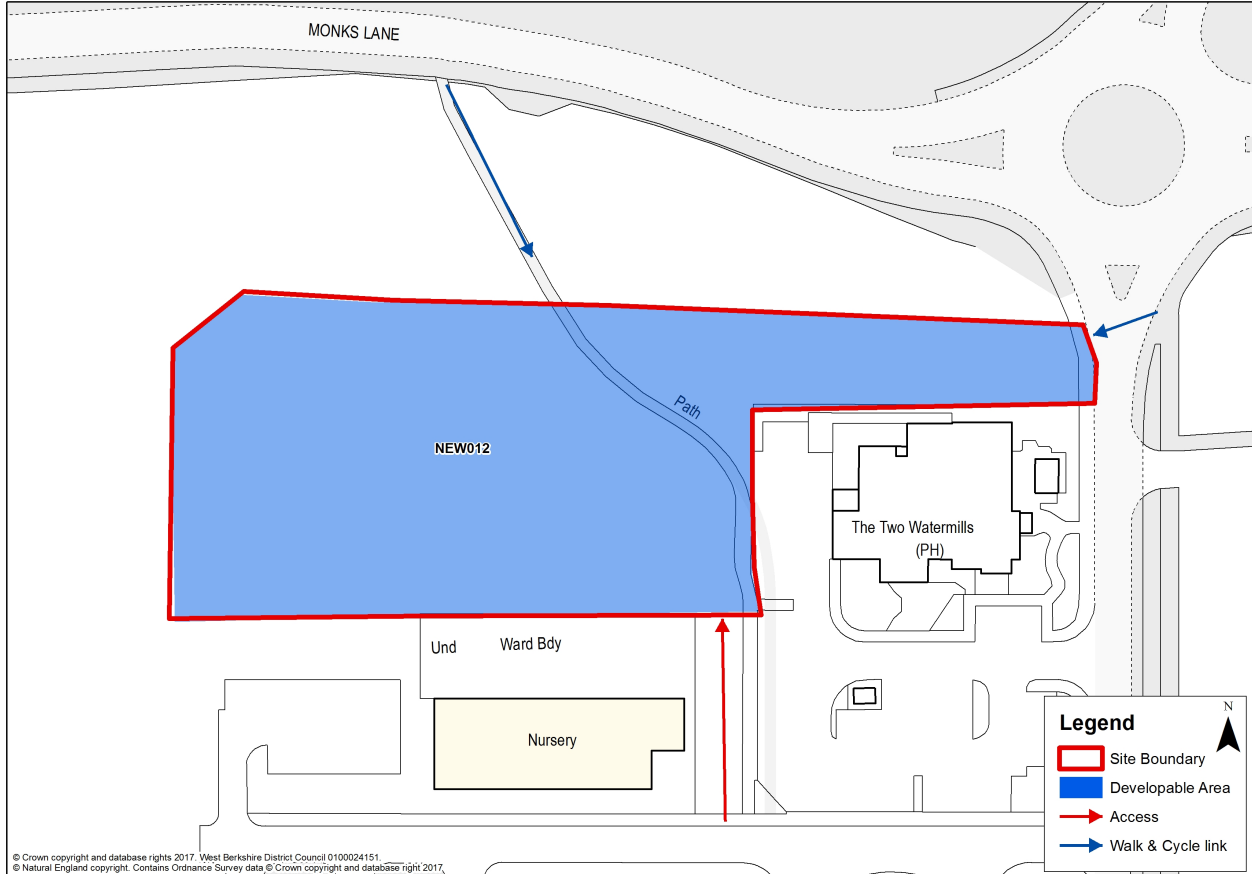 MONKS LANE
Path
NEW012
The Two Watermills
(PH)
Und
Ward Bdy
Nursery
N
Legend
Site Boundary
Developable Area
Access
Walk & Cycle link
© Crown copyright and database rights 2017. West Berkshire District Council 0100024151.
© Natural England copyright. Contains Ordnance Survey data © Crown copyright and database right 2017